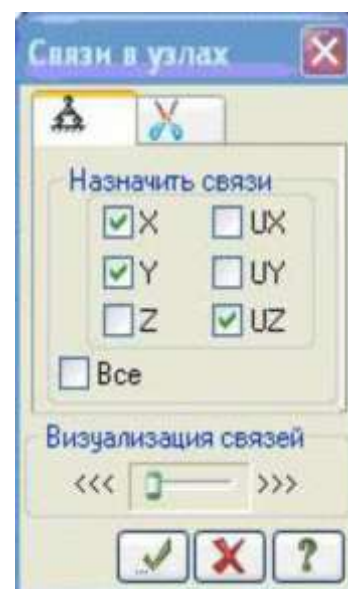 Связи в узлах
Назначить связи
X UX
Y UY
Z UZ
Все
Визуализация связей
<<< >>>
?